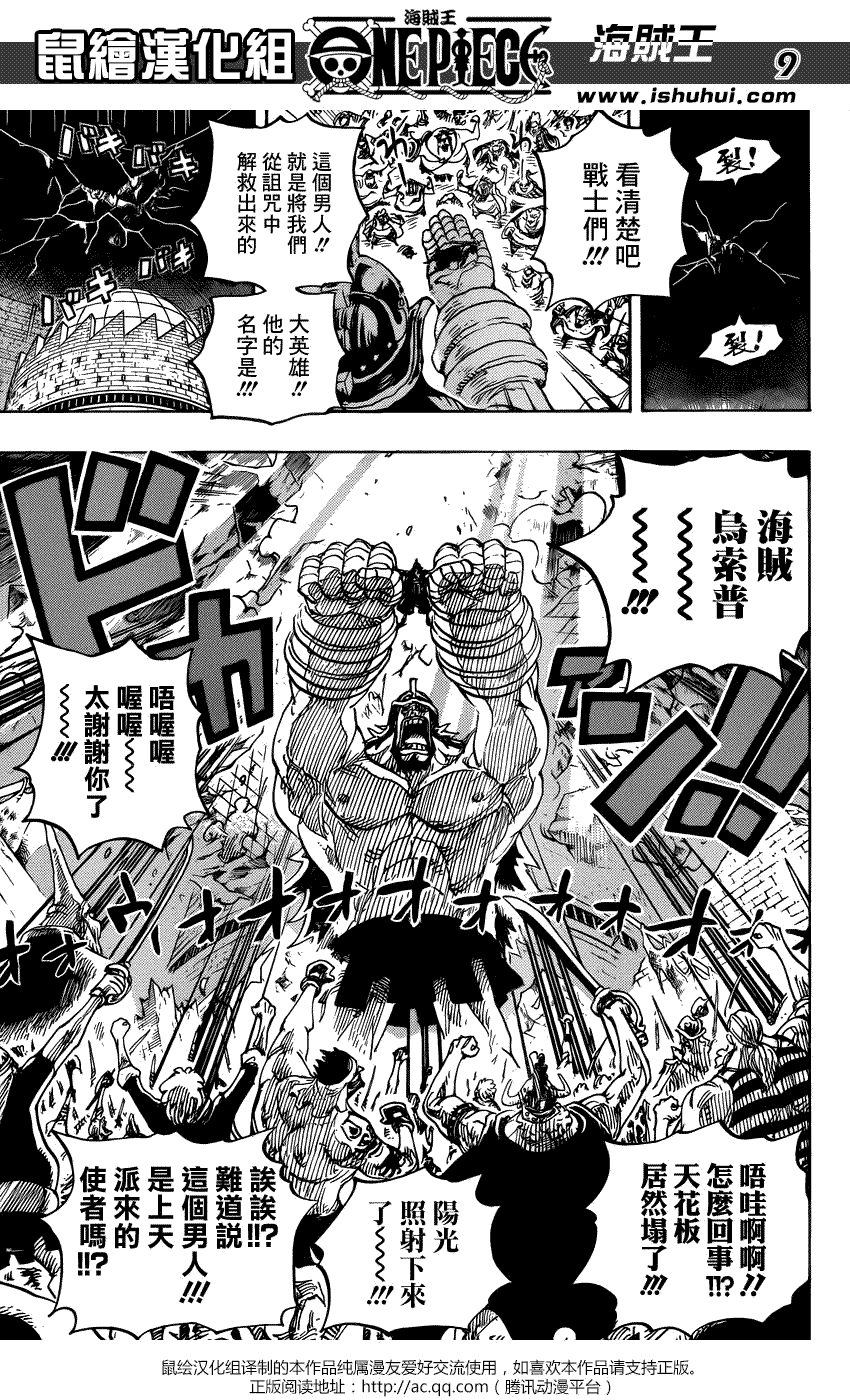 鼠繪漢化組
海賊王
ONE PIECE
海賊王
9
www.ishuhui.com
裂!
裂!
看清楚吧
戰士們!!!
這個男人!!
就是將我們
從詛咒中
解救出來的
大英雄!!
他的
名字是!!!
バキ
バキ
バキ
バキ
海賊
烏索普
~~~~!!!
ドカァン!!!
唔喔喔
喔喔~~
太謝謝你了
~~!!!
ウオオオオオオオオオ
唔哇啊啊!!
怎麼回事!!?
天花板
居然塌了!!!
陽光
照射下來
了~~!!!
誒誒!!?
難道說
這個男人!!!
是上天
派來的
使者嗎!!?
鼠绘汉化组译制的本作品纯属漫友爱好交流使用，如喜欢本作品请支持正版。
正版阅读地址：http://ac.qq.com（腾讯动漫平台）